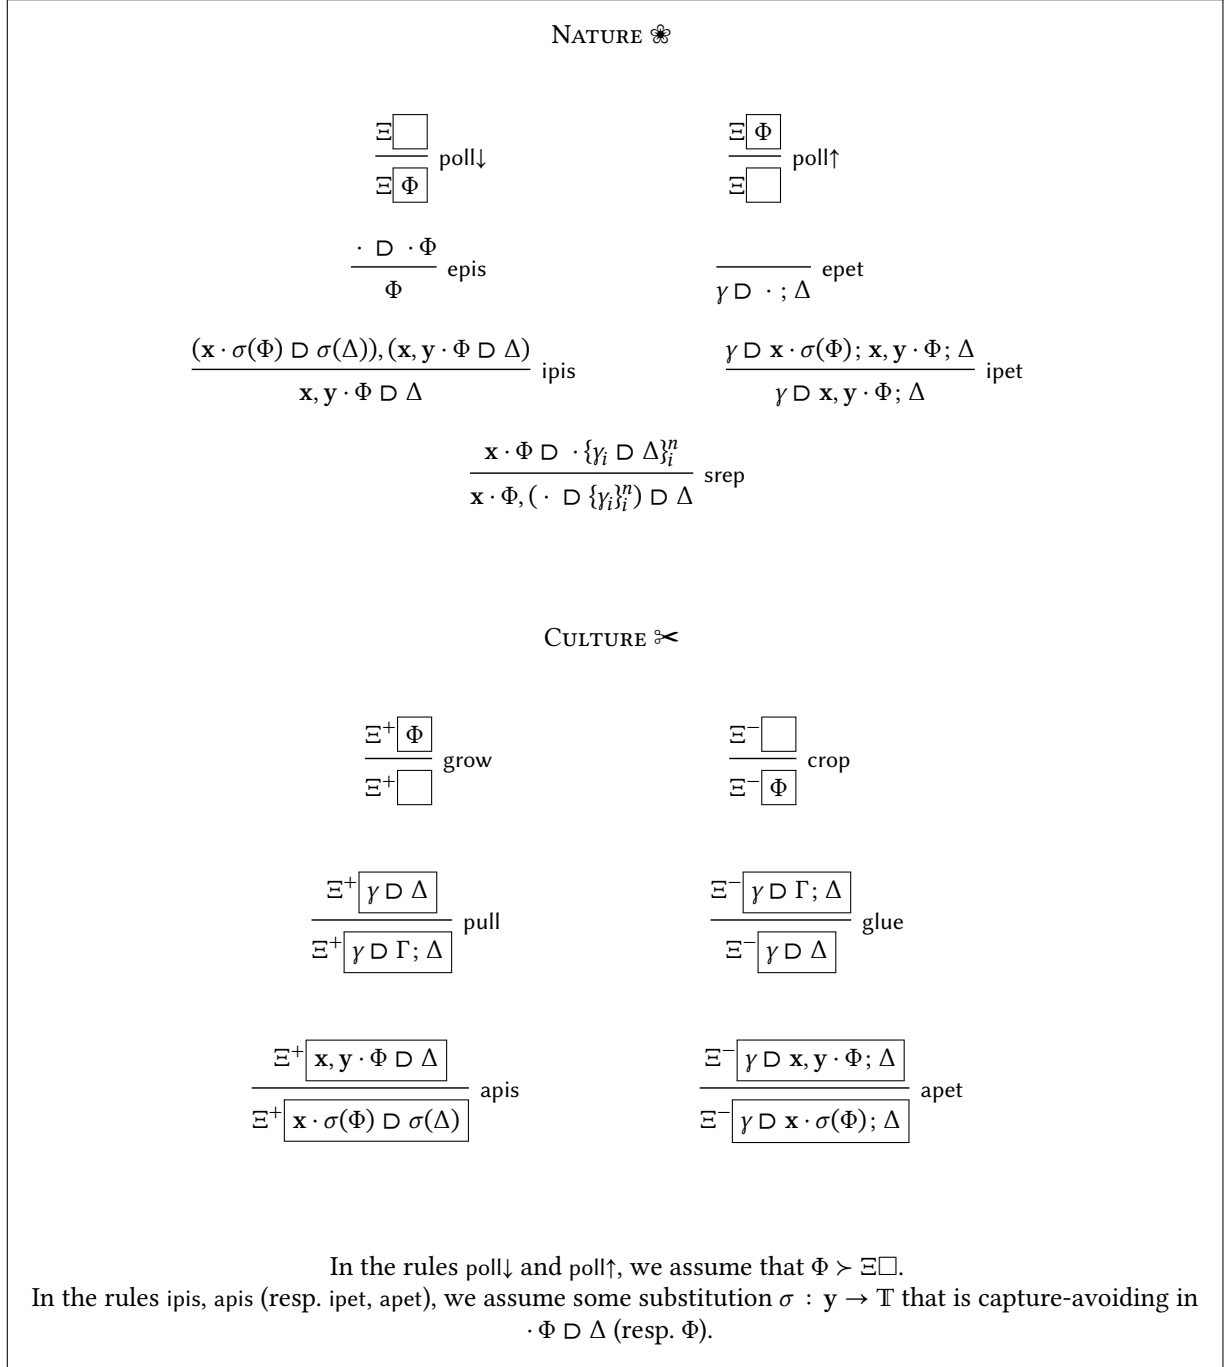 NATURE ❀
Ξ□
Ξ[Φ] poll↓
Ξ[Φ]
Ξ□ poll↑
· ⊃ · Φ
Φ epis
γ ⊃ · ; Δ epet
(x · σ(Φ) ⊃ σ(Δ)), (x, y · Φ ⊃ Δ)
x, y · Φ ⊃ Δ ipis
γ ⊃ x · σ(Φ); x, y · Φ; Δ
γ ⊃ x, y · Φ; Δ ipet
x · Φ ⊃ · {γᵢ ⊃ Δ}ᵢⁿ
x · Φ, ( · ⊃ {γᵢ}ᵢⁿ) ⊃ Δ srep
CULTURE ✂
Ξ⁺[Φ]
Ξ⁺□ grow
Ξ⁻□
Ξ⁻[Φ] crop
Ξ⁺[γ ⊃ Δ]
Ξ⁺[γ ⊃ Γ; Δ] pull
Ξ⁻[γ ⊃ Γ; Δ]
Ξ⁻[γ ⊃ Δ] glue
Ξ⁺[x, y · Φ ⊃ Δ]
Ξ⁺[x · σ(Φ) ⊃ σ(Δ)] apis
Ξ⁻[γ ⊃ x, y · Φ; Δ]
Ξ⁻[γ ⊃ x · σ(Φ); Δ] apet
In the rules poll↓ and poll↑, we assume that Φ ≻ Ξ□.
In the rules ipis, apis (resp. ipet, apet), we assume some substitution σ : y → 𝕋 that is capture-avoiding in
· Φ ⊃ Δ (resp. Φ).